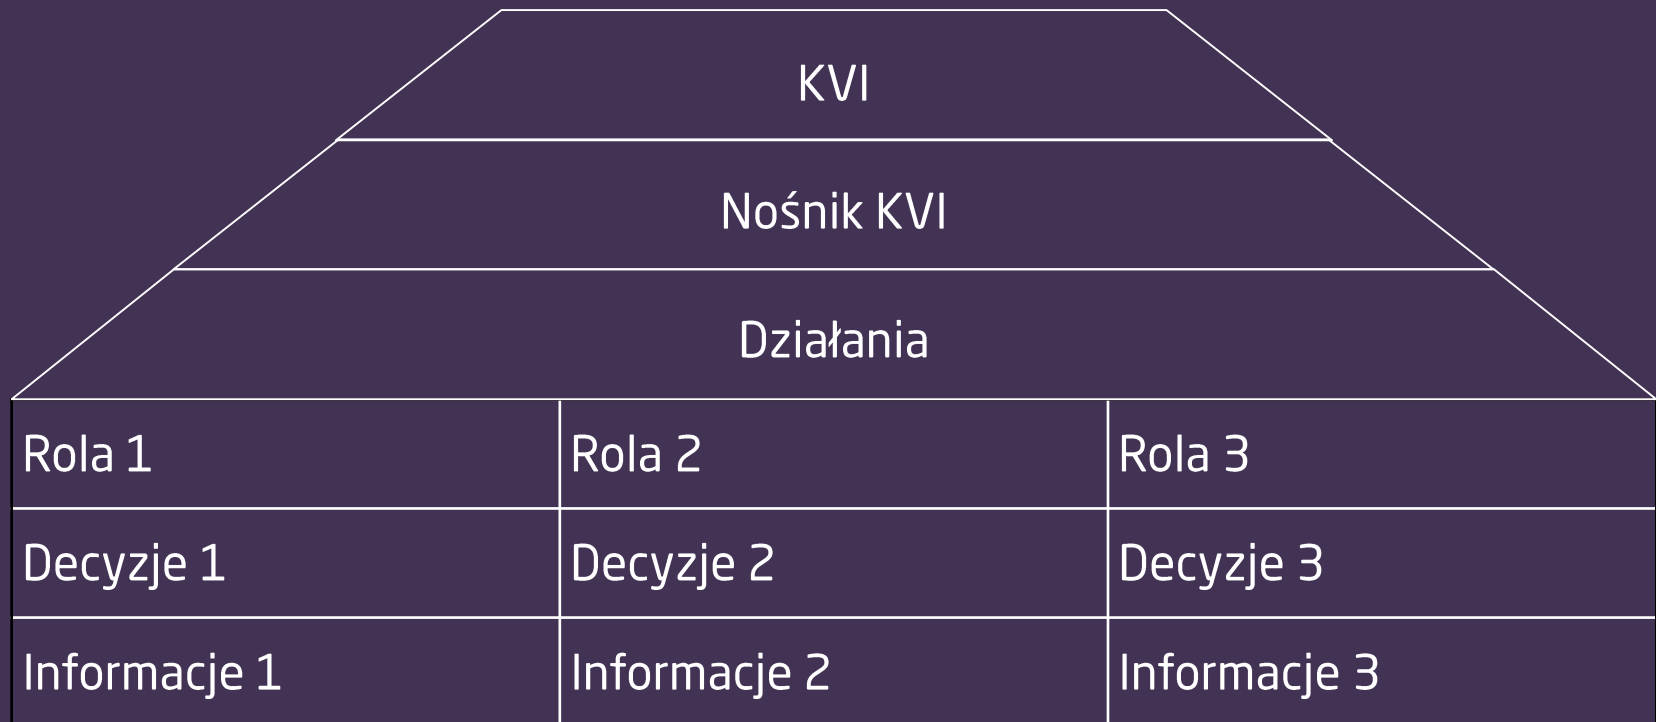 KVI
Nośnik KVI
Działania
Rola 1
Rola 2
Rola 3
Decyzje 1
Decyzje 2
Decyzje 3
Informacje 1
Informacje 2
Informacje 3